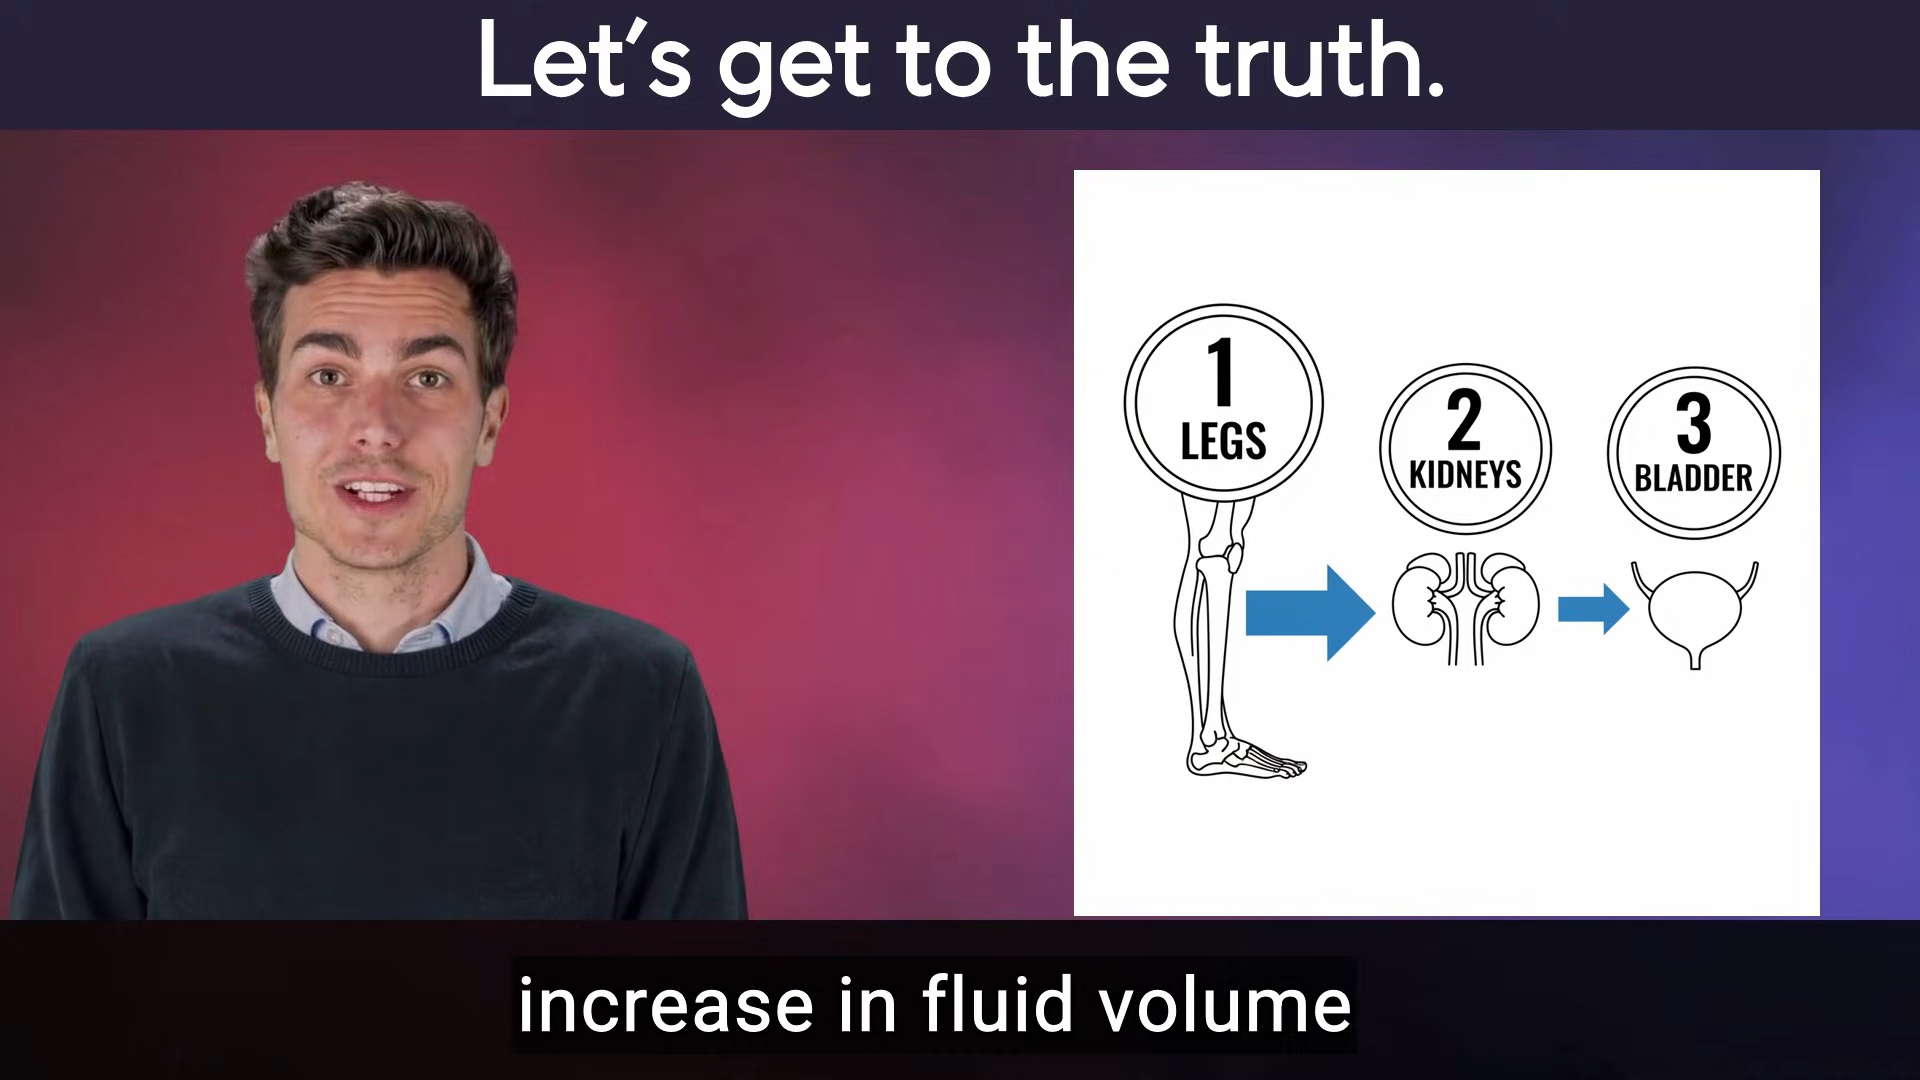 Let's get to the truth.
1
LEGS
2
KIDNEYS
3
BLADDER
increase in fluid volume